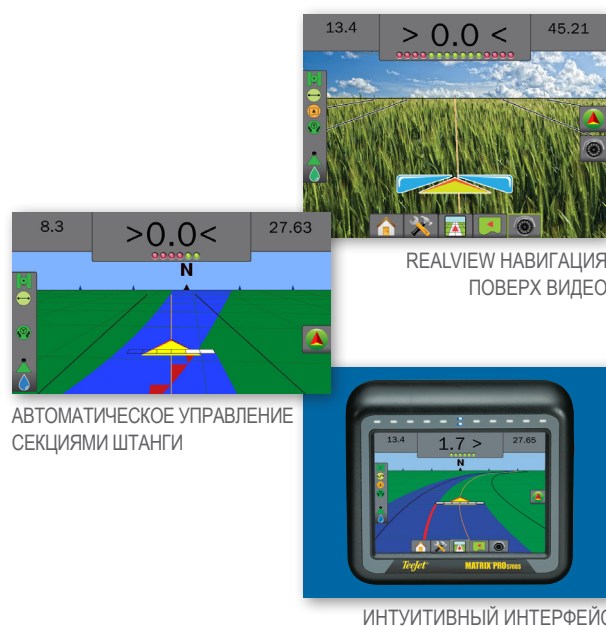 13.4
> 0.0 <
45.21
REALVIEW НАВИГАЦИЯ
ПОВЕРХ ВИДЕО
8.3
>0.0<
27.63
N
АВТОМАТИЧЕСКОЕ УПРАВЛЕНИЕ
СЕКЦИЯМИ ШТАНГИ
13.4
1.7 >
27.65
N
TeeJet
MATRIX PRO 570GS
ИНТУИТИВНЫЙ ИНТЕРФЕЙС